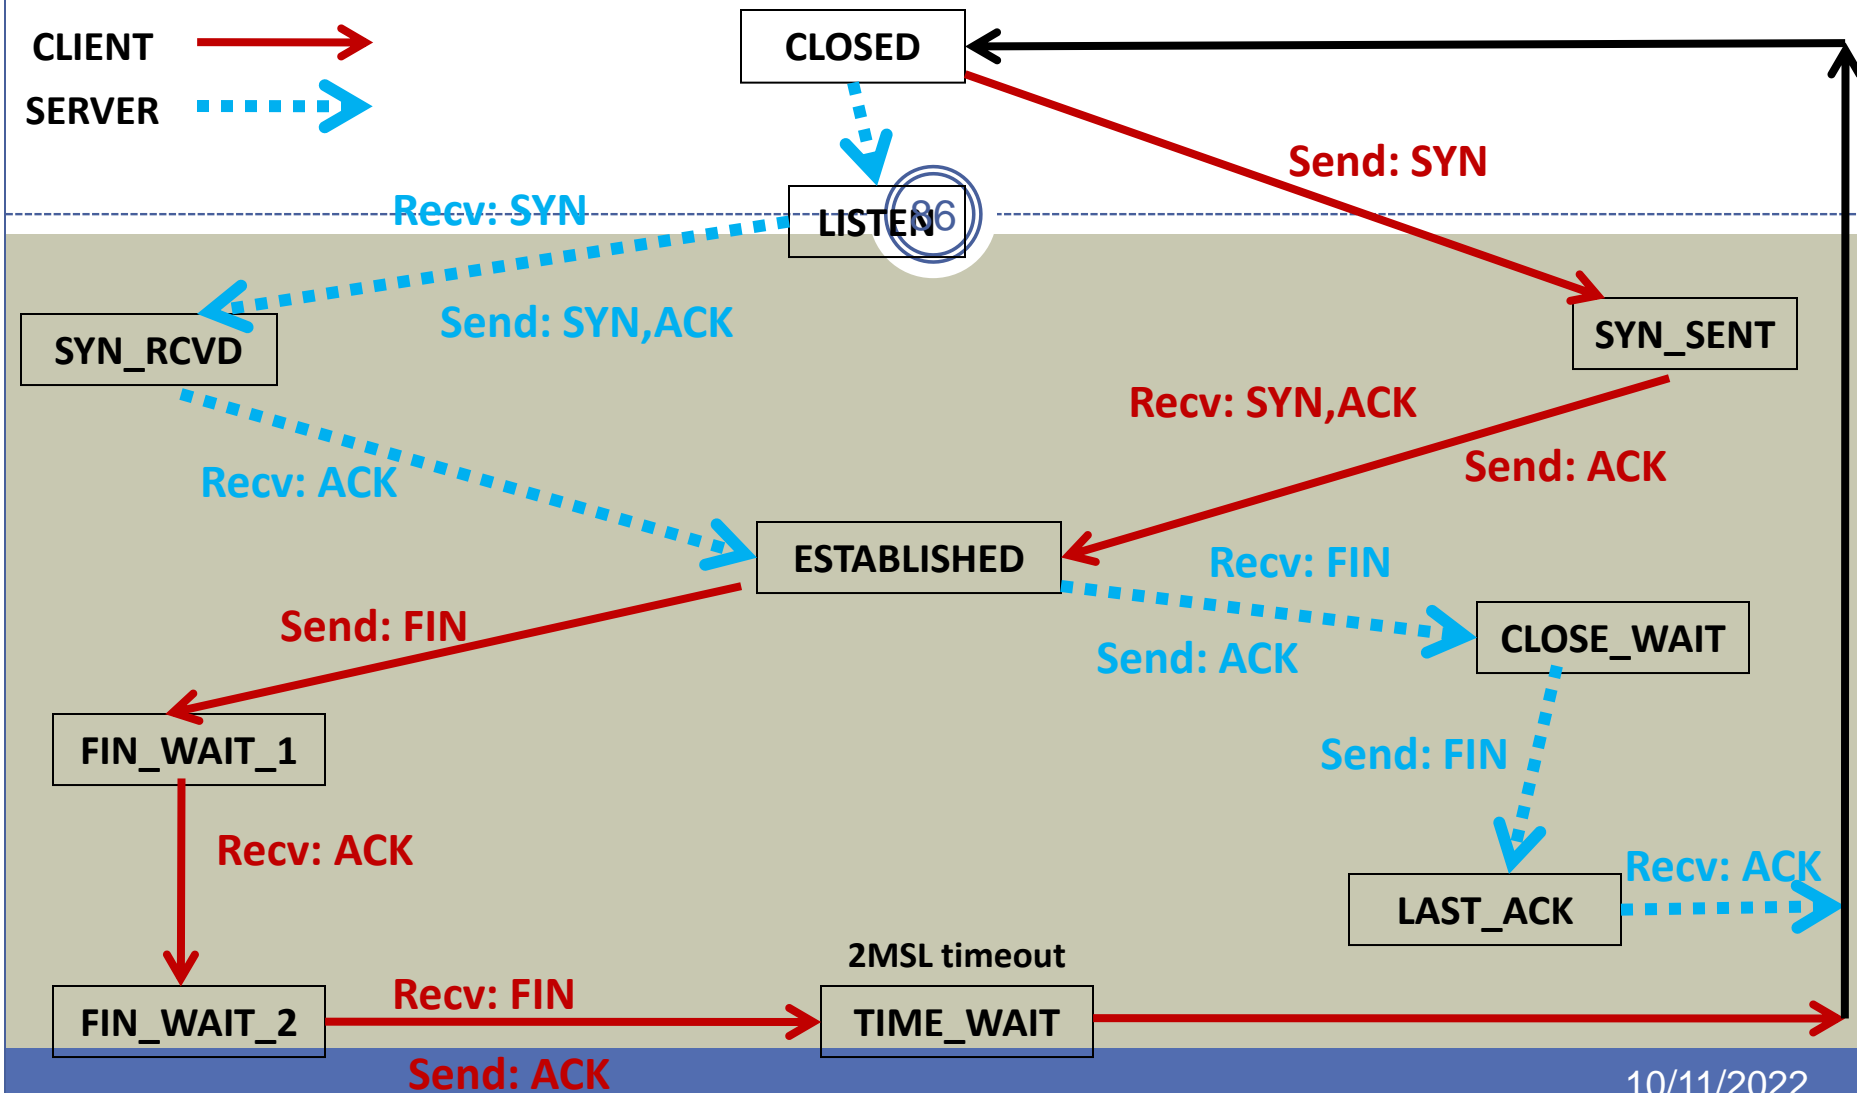 CLIENT
CLOSED
SERVER
Send: SYN
Recv: SYN
LISTEN
86
Send: SYN,ACK
SYN_RCVD
SYN_SENT
Recv: SYN,ACK
Send: ACK
Recv: ACK
ESTABLISHED
Recv: FIN
Send: FIN
CLOSE_WAIT
Send: ACK
FIN_WAIT_1
Send: FIN
Recv: ACK
Recv: ACK
LAST_ACK
2MSL timeout
Recv: FIN
FIN_WAIT_2
TIME_WAIT
Send: ACK
10/11/2022